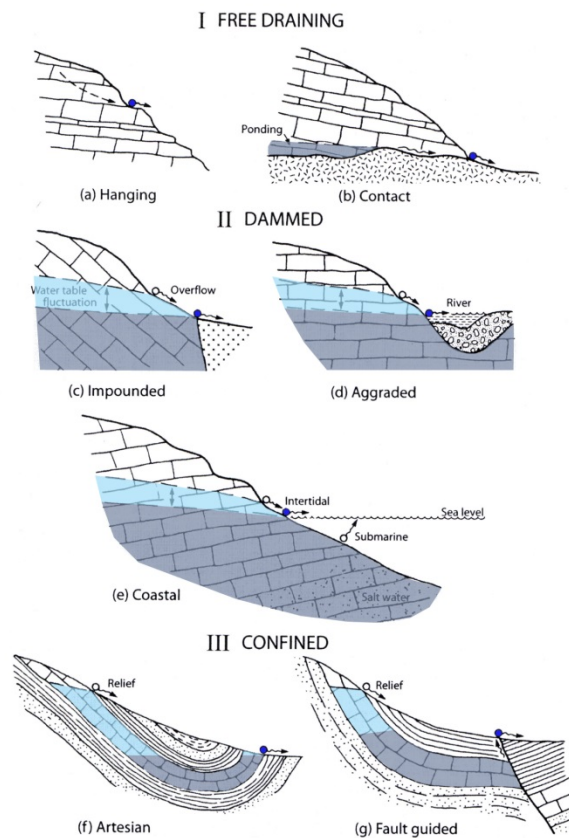 I FREE DRAINING
(a) Hanging
Ponding
(b) Contact
II DAMMED
Water table
fluctuation
Overflow
(c) Impounded
River
(d) Aggraded
Intertidal
Sea level
Submarine
Salt water
(e) Coastal
III CONFINED
Relief
(f) Artesian
Relief
(g) Fault guided